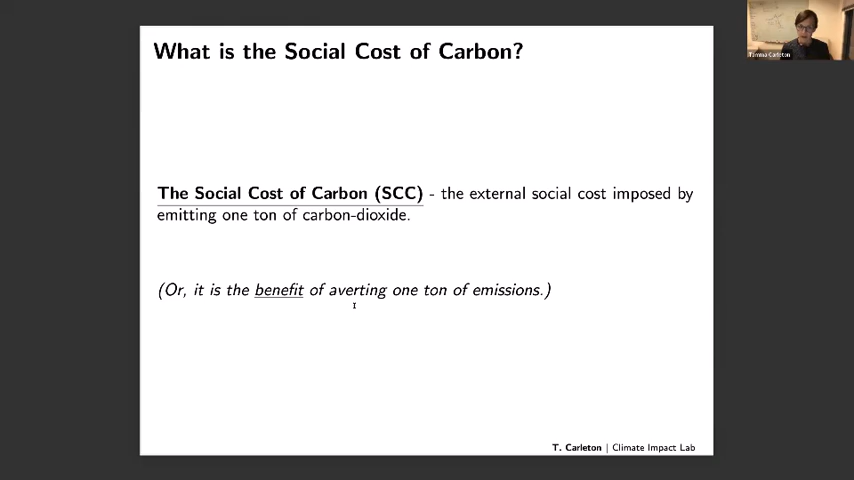 What is the Social Cost of Carbon?
Tamma Carleton
The Social Cost of Carbon (SCC) - the external social cost imposed by
emitting one ton of carbon-dioxide.
(Or, it is the benefit of averting one ton of emissions.)
T. Carleton | Climate Impact Lab